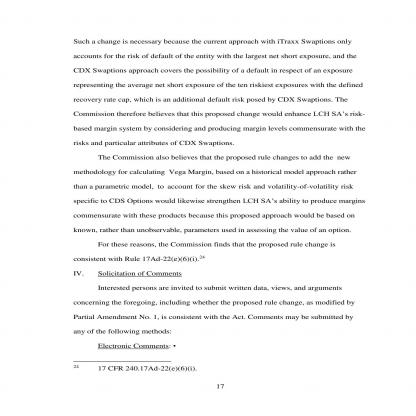 Such a change is necessary because the current approach with iTraxx Swaptions only
accounts for the risk of default of the entity with the largest net short exposure, and the
CDX Swaptions approach covers the possibility of a default in respect of an exposure
representing the average net short exposure of the ten riskiest exposures with the defined
recovery rate cap, which is an additional default risk posed by CDX Swaptions. The
Commission therefore believes that this proposed change would enhance LCH SA's risk-
based margin system by considering and producing margin levels commensurate with the
risks and particular attributes of CDX Swaptions.
The Commission also believes that the proposed rule changes to add the new
methodology for calculating Vega Margin, based on a historical model approach rather
than a parametric model, to account for the skew risk and volatility-of-volatility risk
specific to CDS Options would likewise strengthen LCH SA's ability to produce margins
commensurate with these products because this proposed approach would be based on
known, rather than unobservable, parameters used in assessing the value of an option.
For these reasons, the Commission finds that the proposed rule change is
consistent with Rule 17Ad-22(e)(6)(i).24
IV. Solicitation of Comments
Interested persons are invited to submit written data, views, and arguments
concerning the foregoing, including whether the proposed rule change, as modified by
Partial Amendment No. 1, is consistent with the Act. Comments may be submitted by
any of the following methods:
Electronic Comments: •
24 17 CFR 240.17Ad-22(e)(6)(i).
17